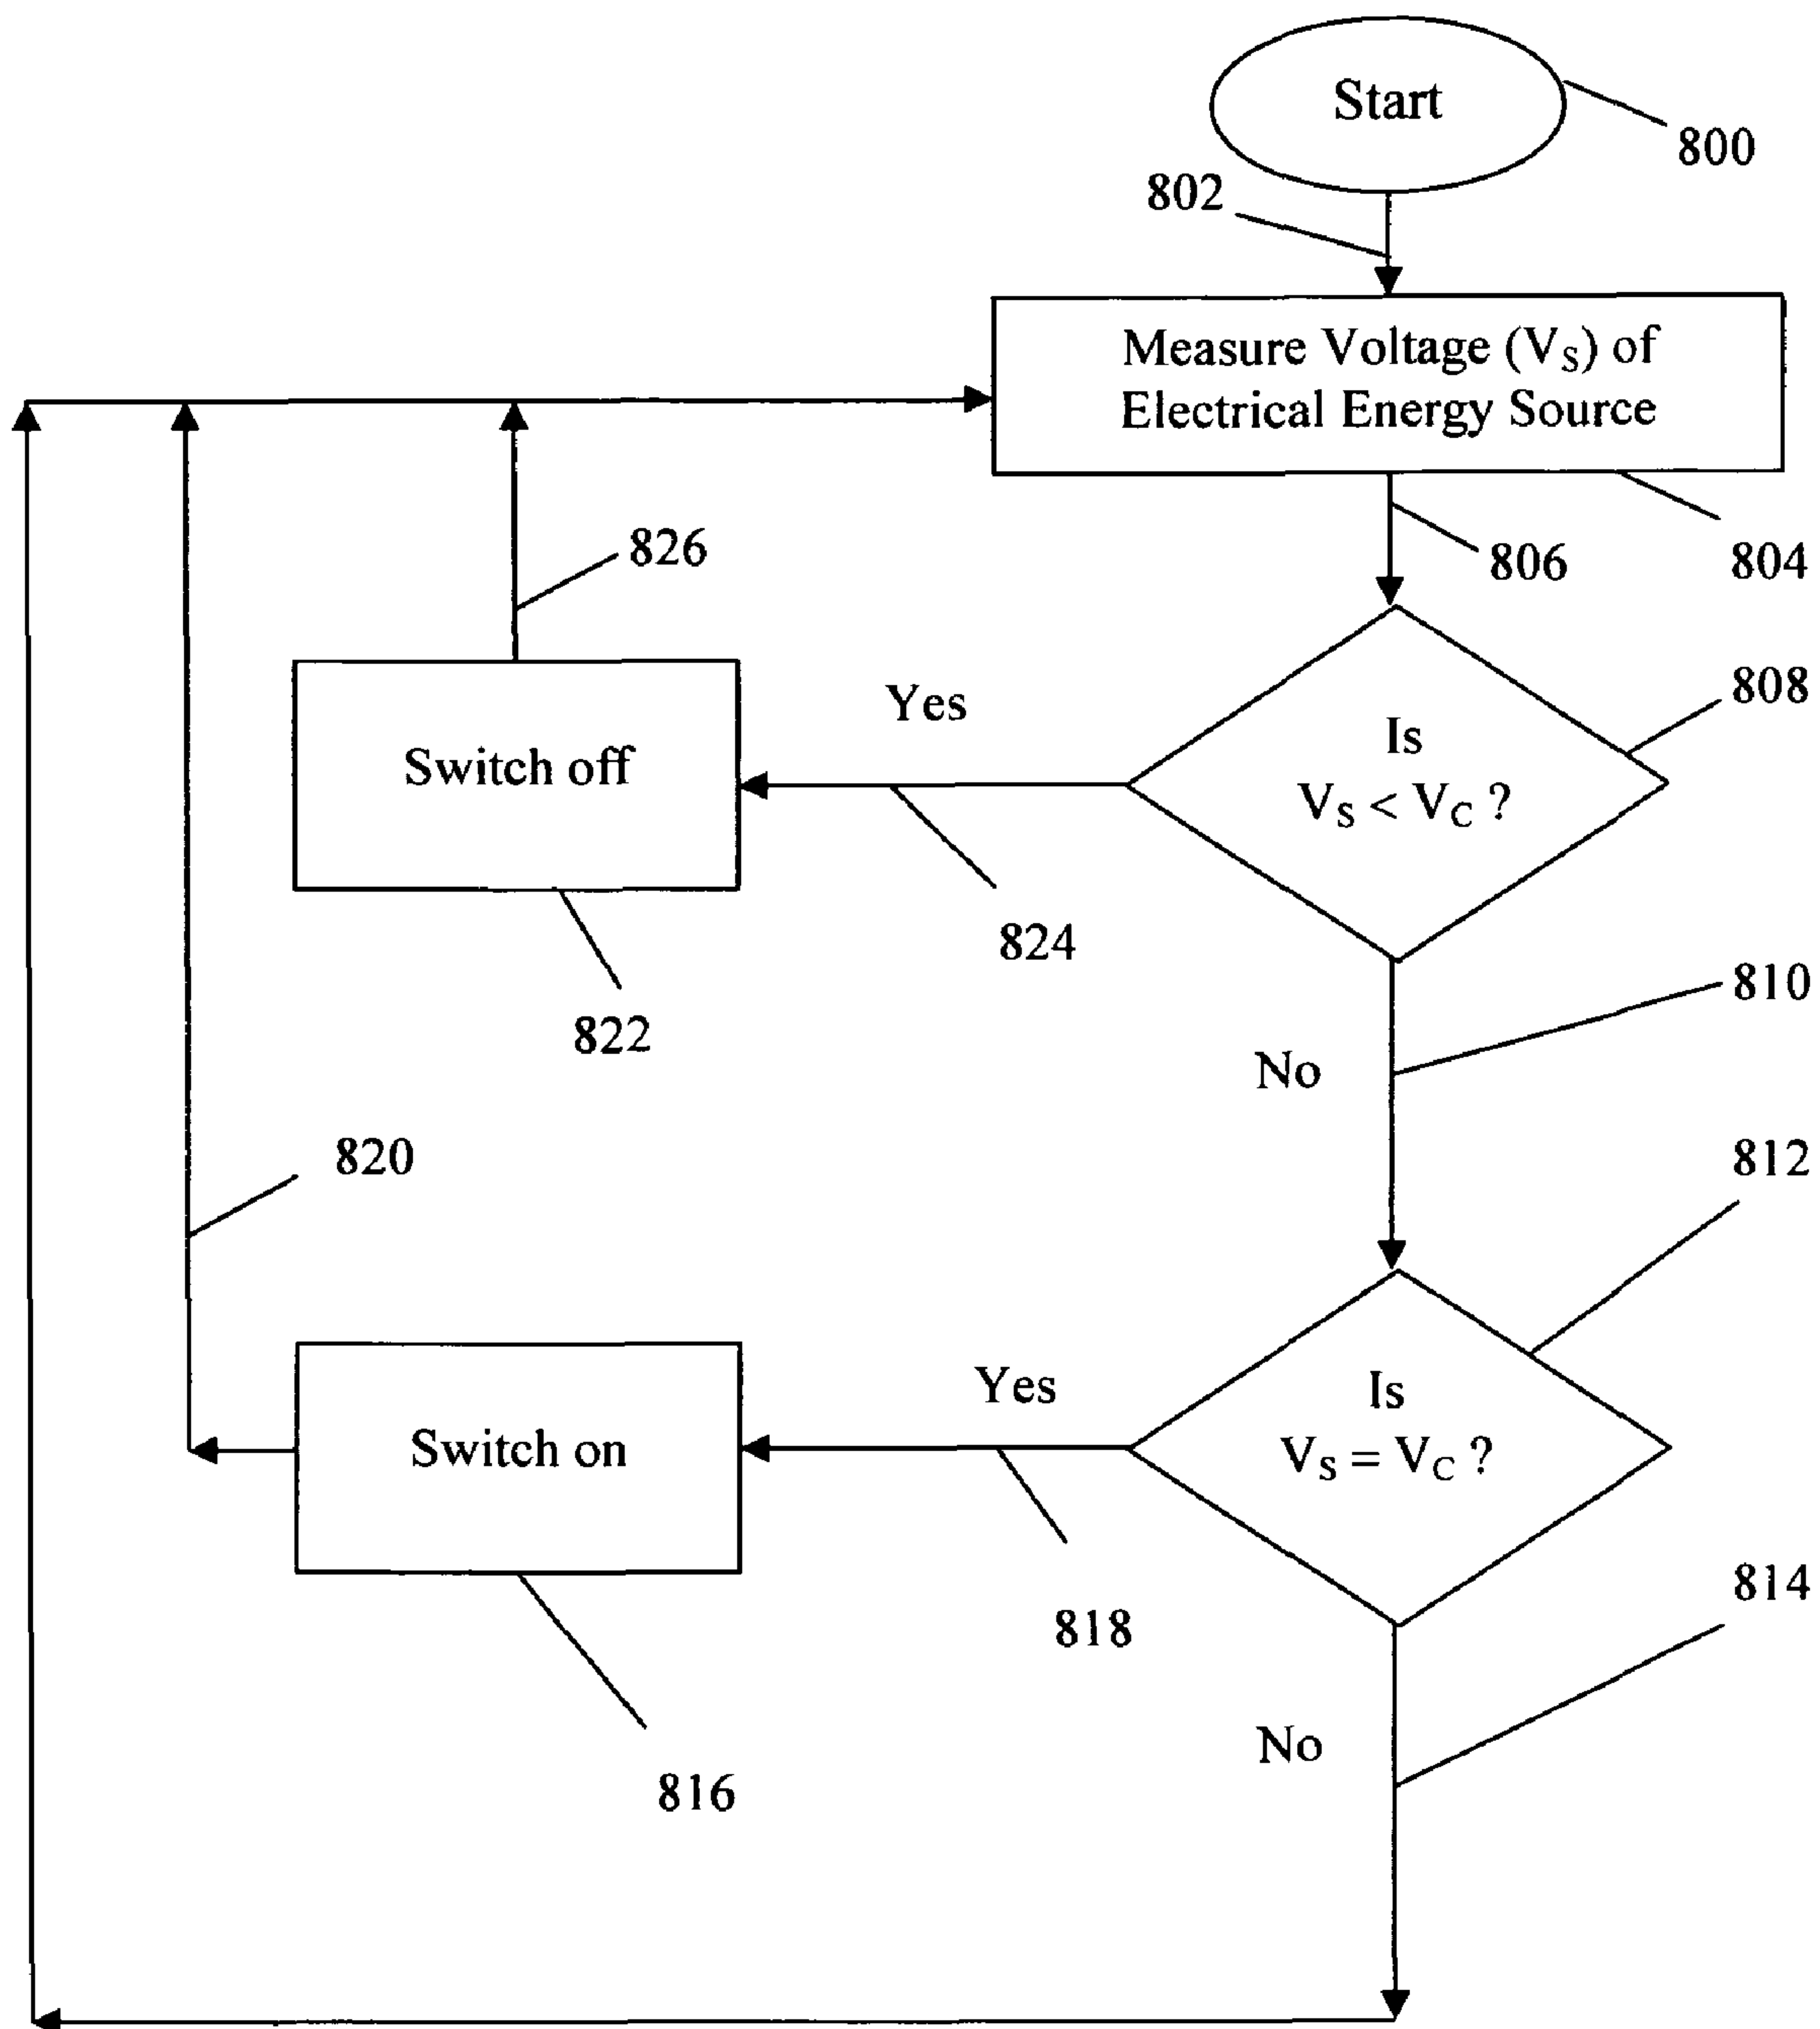 Start
800
802
Measure Voltage (VS) of
Electrical Energy Source
826
806
804
808
Yes
Is
VS < VC ?
Switch off
824
810
822
No
820
812
Yes
Is
VS = VC ?
Switch on
814
818
No
816